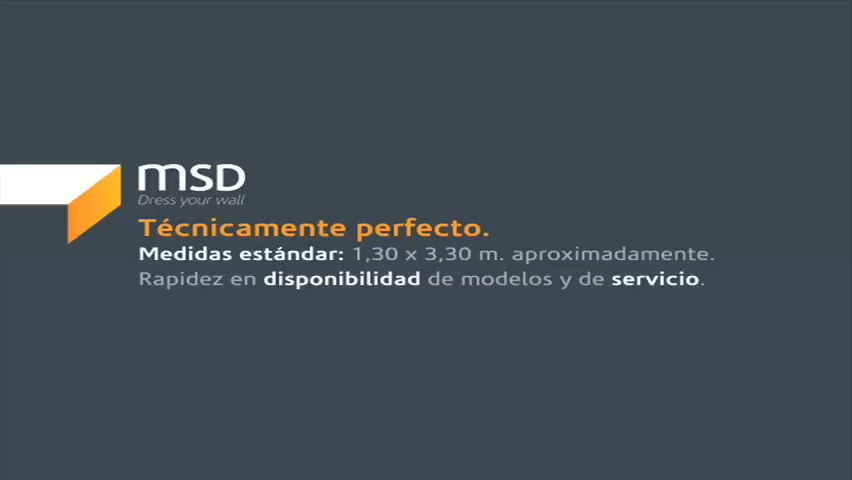 msd
Dress your wall
Técnicamente perfecto.
Medidas estándar: 1,30 x 3,30 m. aproximadamente.
Rapidez en disponibilidad de modelos y de servicio.